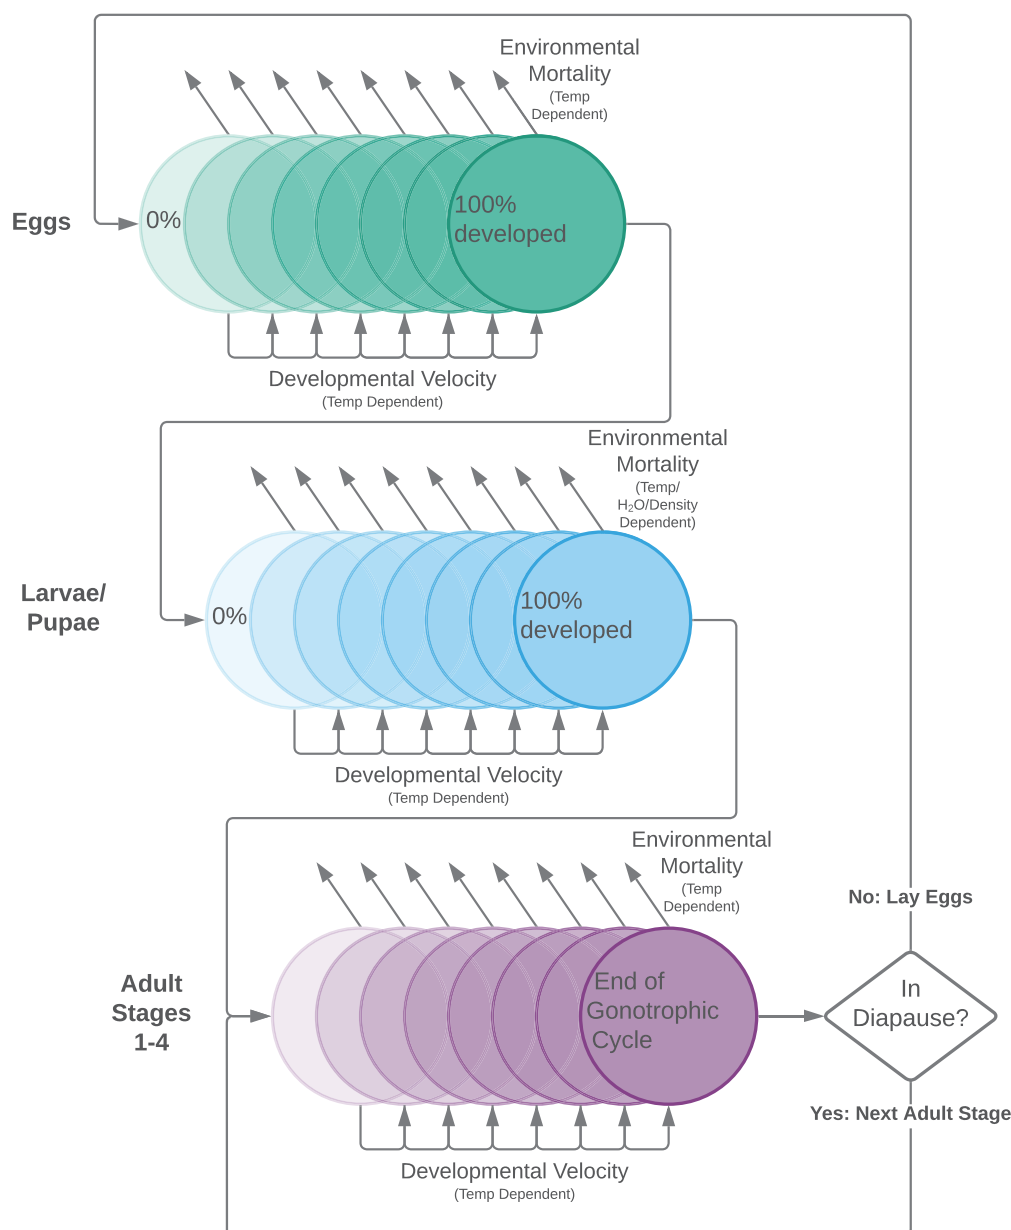 Environmental
Mortality
(Temp
Dependent)
Eggs
0%
100%
developed
Developmental Velocity
(Temp Dependent)
Environmental
Mortality
(Temp/
H₂O/Density
Dependent)
Larvae/
Pupae
0%
100%
developed
Developmental Velocity
(Temp Dependent)
Environmental
Mortality
(Temp
Dependent)
No: Lay Eggs
Adult
Stages
1-4
End of
Gonotrophic
Cycle
In
Diapause?
Yes: Next Adult Stage
Developmental Velocity
(Temp Dependent)